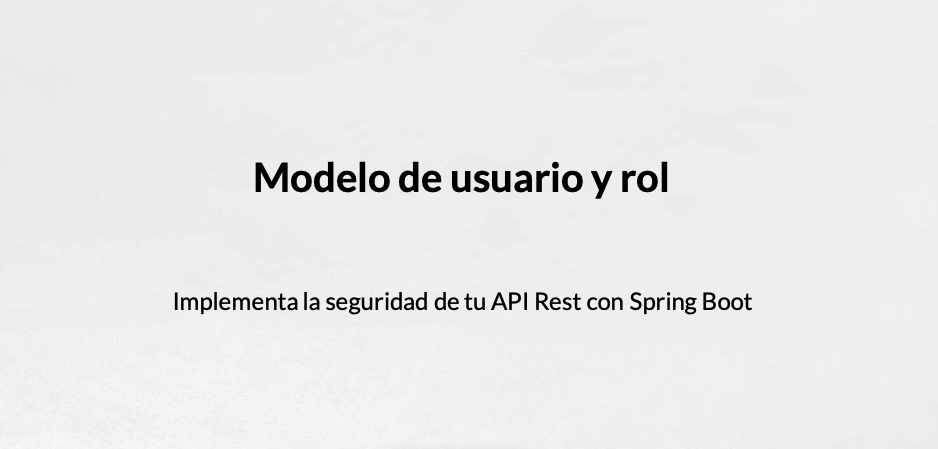 Modelo de usuario y rol
Implementa la seguridad de tu API Rest con Spring Boot